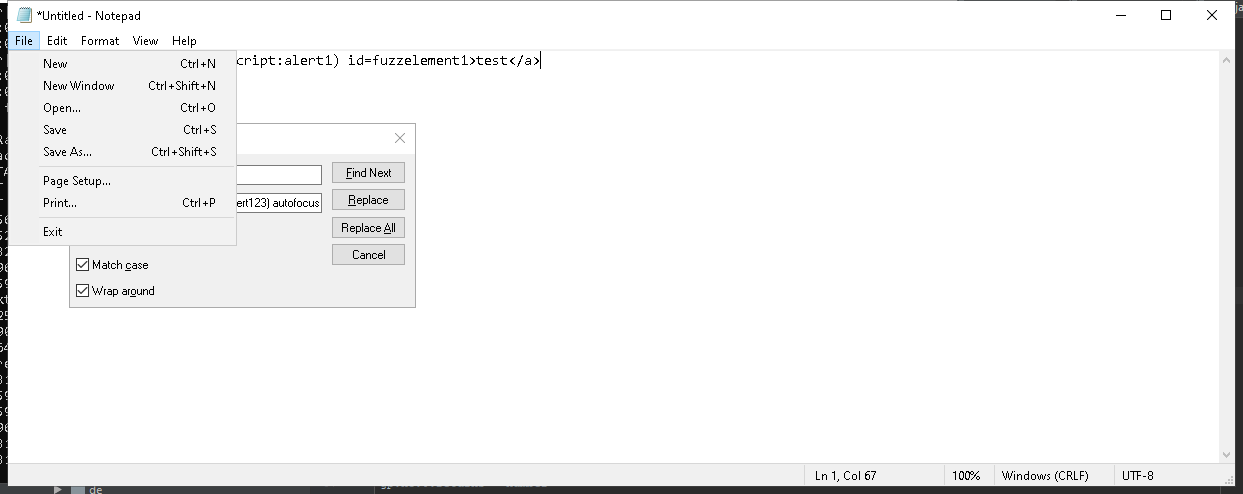 *Untitled - Notepad
File Edit Format View Help
cript:alert1) id=fuzzelement1>test</a>
New Ctrl+N
New Window Ctrl+Shift+N
Open... Ctrl+O
Save Ctrl+S
Save As... Ctrl+Shift+S
Page Setup...
Print... Ctrl+P
Exit
Find Next
ert123) autofocus Replace
Replace All
Cancel
Match case
Wrap around
Ln 1, Col 67 100% Windows (CRLF) UTF-8
de